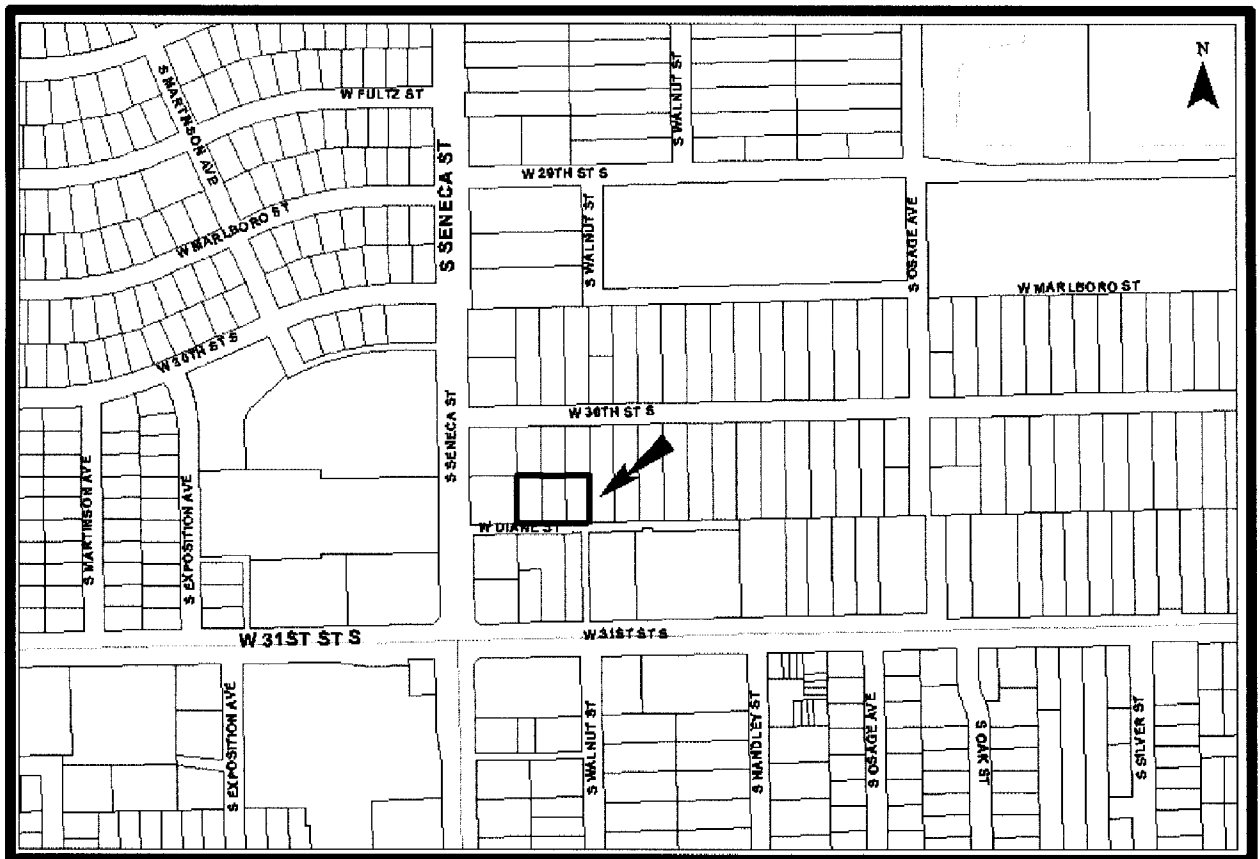 N
S MARTINSON AVE
W FULTZ ST
S WALNUT ST
S SENECA ST
W 29TH ST S
S WALNUT ST
W MARLBORO ST
S OSAGE AVE
W MARLBORO ST
W 30TH ST S
W 30TH ST S
S SENECA ST
S MARTINSON AVE
S EXPOSITION AVE
W DIANE ST
W 31ST ST S
W 31ST ST S
S EXPOSITION AVE
S WALNUT ST
S HANDLEY ST
S OSAGE AVE
S OAK ST
S SILVER ST